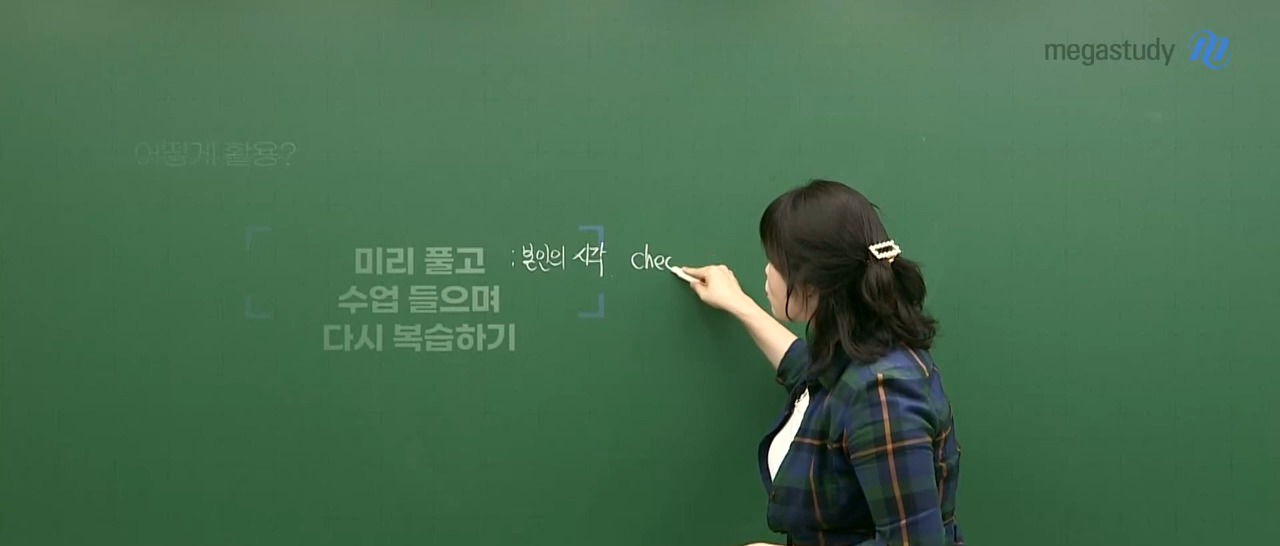 megastudy
어떻게 활용?
미리 풀고 : 본인의 시각 chec
수업 들으며
다시 복습하기